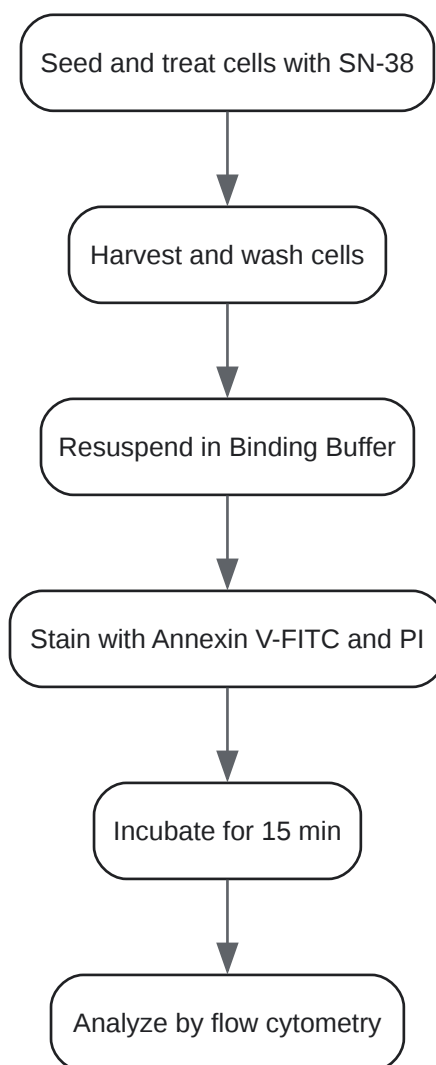 Seed and treat cells with SN-38
Harvest and wash cells
Resuspend in Binding Buffer
Stain with Annexin V-FITC and PI
Incubate for 15 min
Analyze by flow cytometry